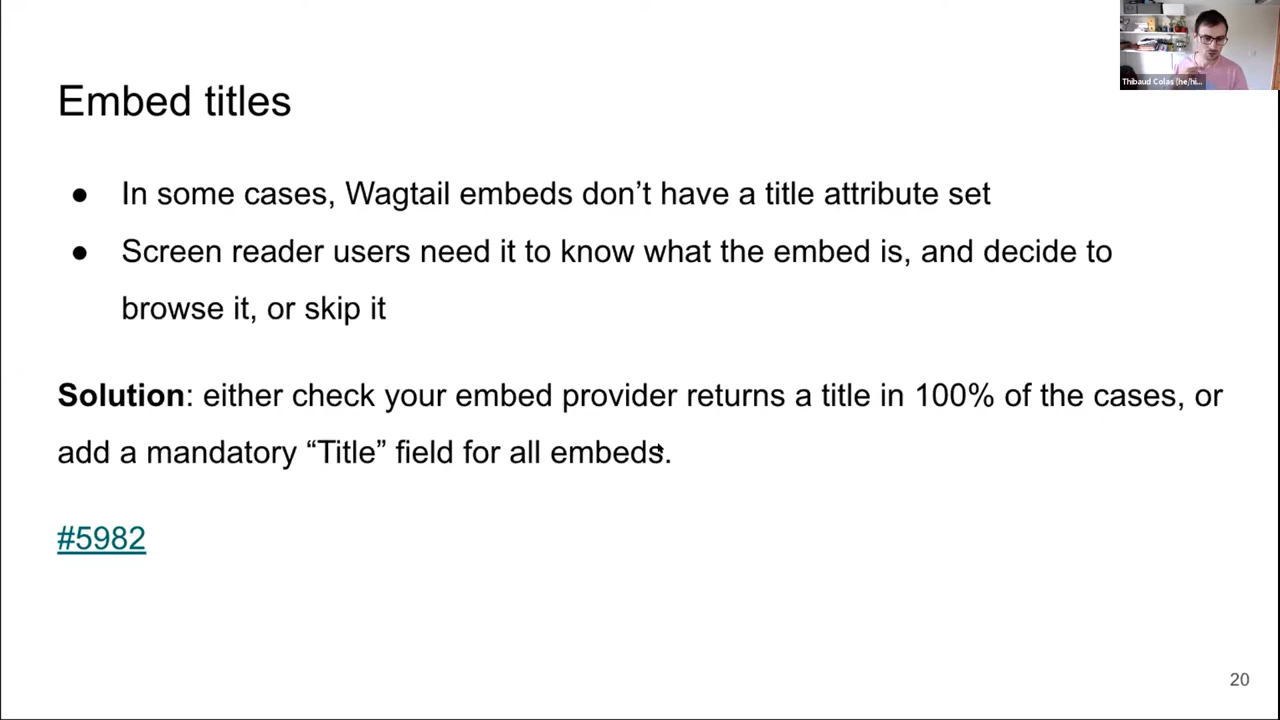 Thibaud Colas (he/hi...
Embed titles
● In some cases, Wagtail embeds don’t have a title attribute set
● Screen reader users need it to know what the embed is, and decide to
browse it, or skip it
Solution: either check your embed provider returns a title in 100% of the cases, or
add a mandatory “Title” field for all embeds.
#5982
20